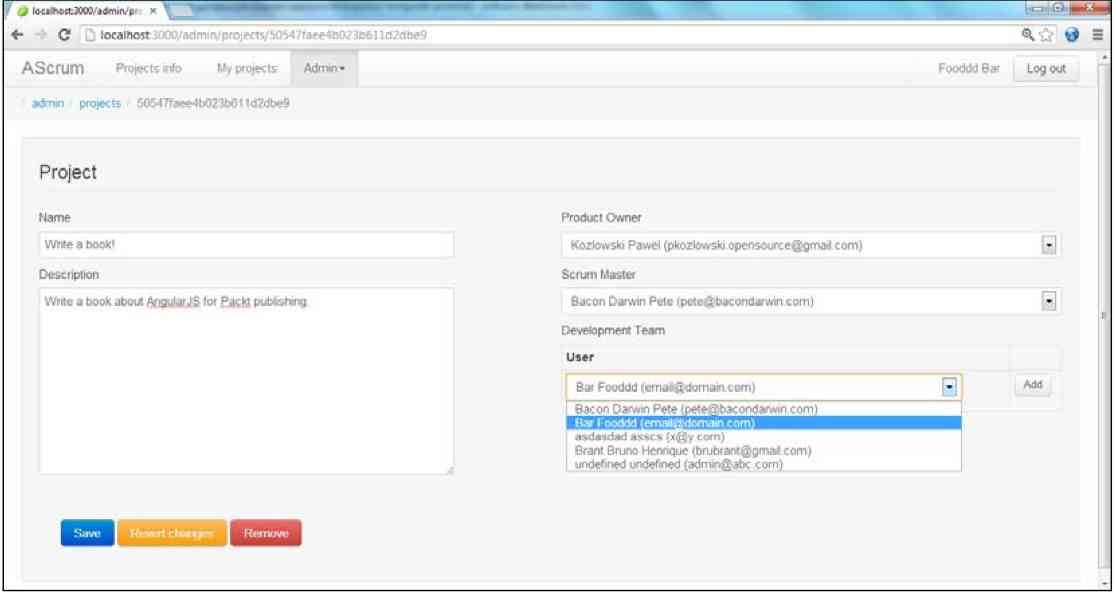 localhost:3000/admin/pro ×
localhost:3000/admin/projects/50547faee4b023b611d2dbe9
AScrum Projects info My projects Admin Fooddd Bar Log out
/ admin / projects / 50547faee4b023b611d2dbe9
Project
Name
Write a book!
Description
Write a book about AngularJS for Packt publishing.
Product Owner
Kozlowski Pawel (pkozlowski.opensource@gmail.com)
Scrum Master
Bacon Darwin Pete (pete@bacondarwin.com)
Development Team
User
Bar Fooddd (email@domain.com) Add
Bacon Darwin Pete (pete@bacondarwin.com)
Bar Fooddd (email@domain.com)
asdasdad asscs (x@y.com)
Brant Bruno Henrique (brubrant@gmail.com)
undefined undefined (admin@abc.com)
Save Revert changes Remove